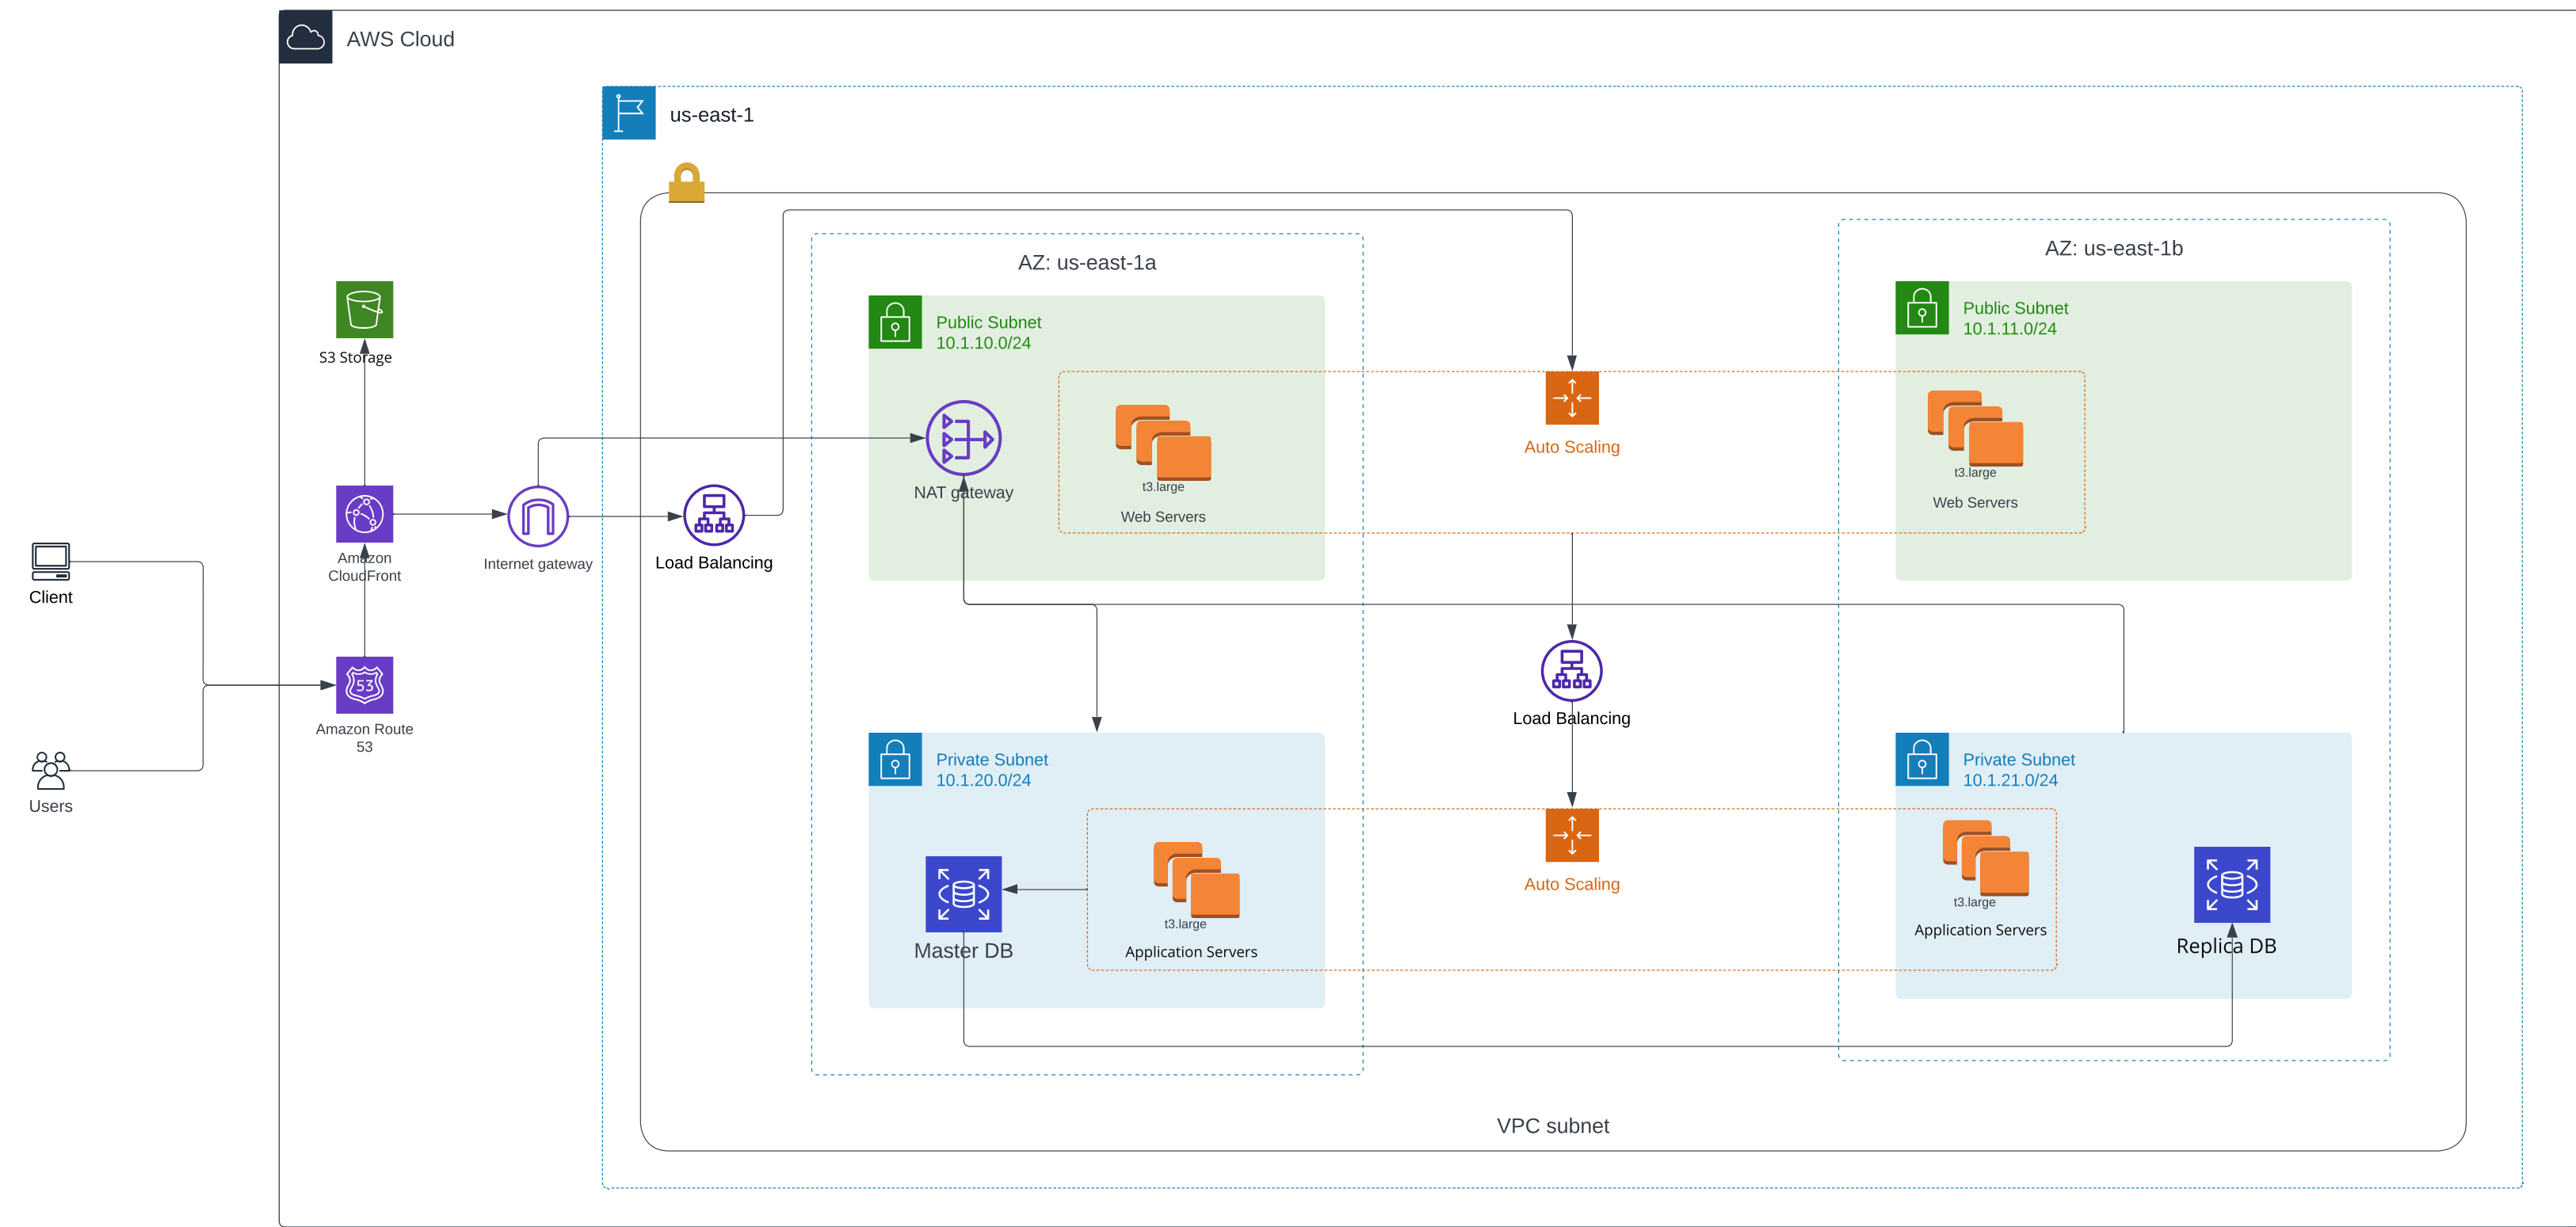 AWS Cloud
us-east-1
AZ: us-east-1a
AZ: us-east-1b
Public Subnet
10.1.10.0/24
Public Subnet
10.1.11.0/24
S3 Storage
Auto Scaling
NAT gateway
t3.large
Web Servers
t3.large
Web Servers
Amazon
CloudFront
Internet gateway
Load Balancing
Client
Load Balancing
53
Amazon Route
53
Users
Private Subnet
10.1.20.0/24
Private Subnet
10.1.21.0/24
Auto Scaling
Master DB
t3.large
Application Servers
t3.large
Application Servers
Replica DB
VPC subnet